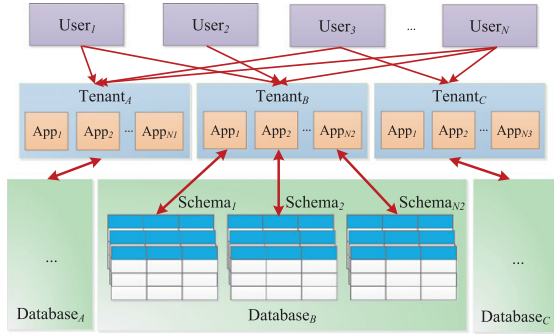 User1 User2 User3 ... UserN
TenantA TenantB TenantC
App1 App2 ... AppN1 App1 App2 ... AppN2 App1 App2 ... AppN3
Schema1 Schema2 SchemaN2
... ...
DatabaseA DatabaseB DatabaseC